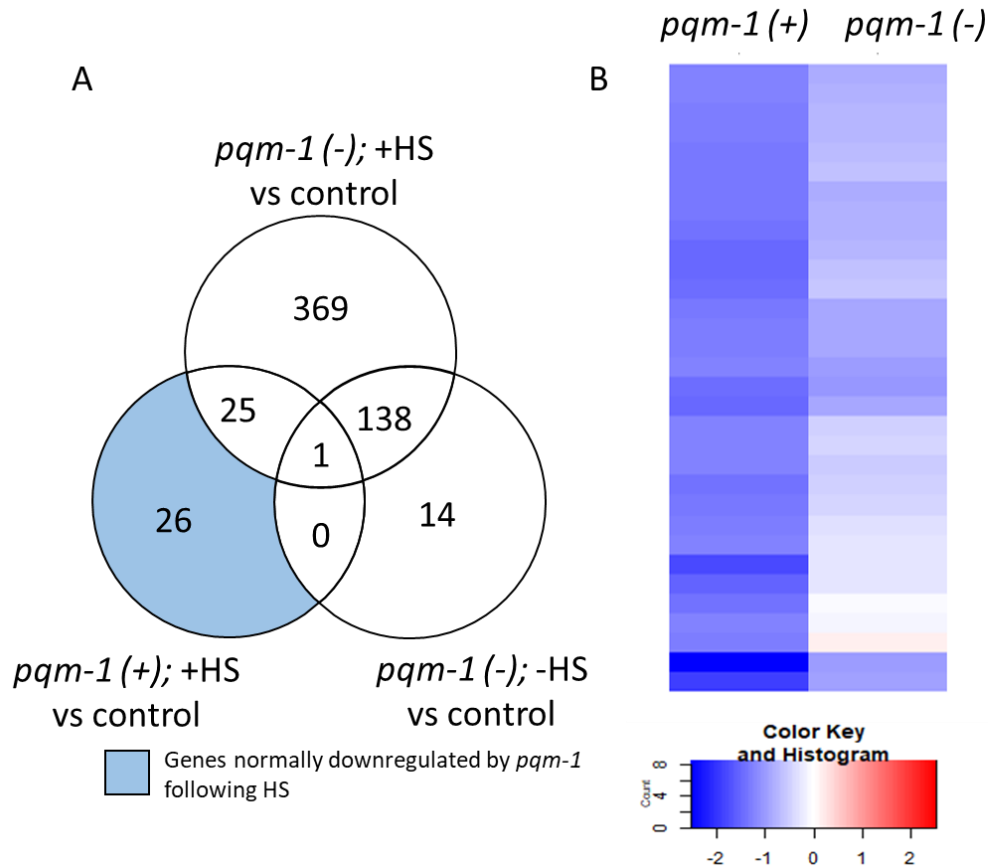 A
pqm-1 (-); +HS
vs control
369
25
138
1
26
0
14
pqm-1 (+); +HS
vs control
pqm-1 (-); -HS
vs control
Genes normally downregulated by pqm-1
following HS
B
pqm-1 (+) pqm-1 (-)
Color Key
and Histogram
Count
8
4
0
-2 -1 0 1 2